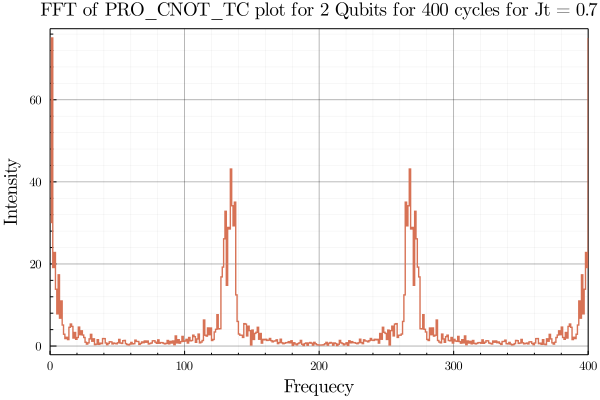 FFT of PRO_CNOT_TC plot for 2 Qubits for 400 cycles for Jt = 0.7
Intensity
60
40
20
0
0 100 200 300 400
Frequecy